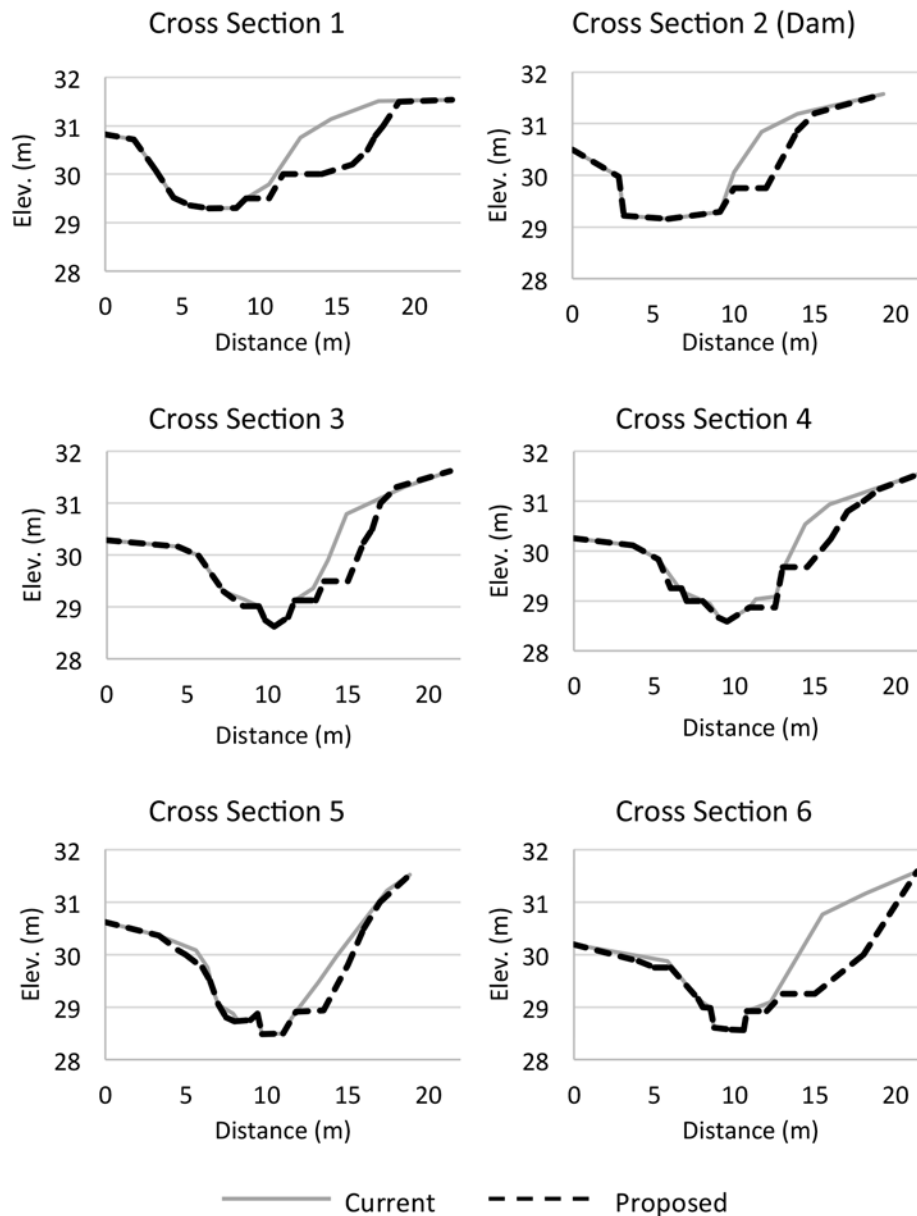 Cross Section 1
32
31
30
29
28
Elev. (m)
0 5 10 15 20
Distance (m)
Cross Section 2 (Dam)
32
31
30
29
28
Elev. (m)
0 5 10 15 20
Distance (m)
Cross Section 3
32
31
30
29
28
Elev. (m)
0 5 10 15 20
Distance (m)
Cross Section 4
32
31
30
29
28
Elev. (m)
0 5 10 15 20
Distance (m)
Cross Section 5
32
31
30
29
28
Elev. (m)
0 5 10 15 20
Distance (m)
Cross Section 6
32
31
30
29
28
Elev. (m)
0 5 10 15 20
Distance (m)
Current Proposed